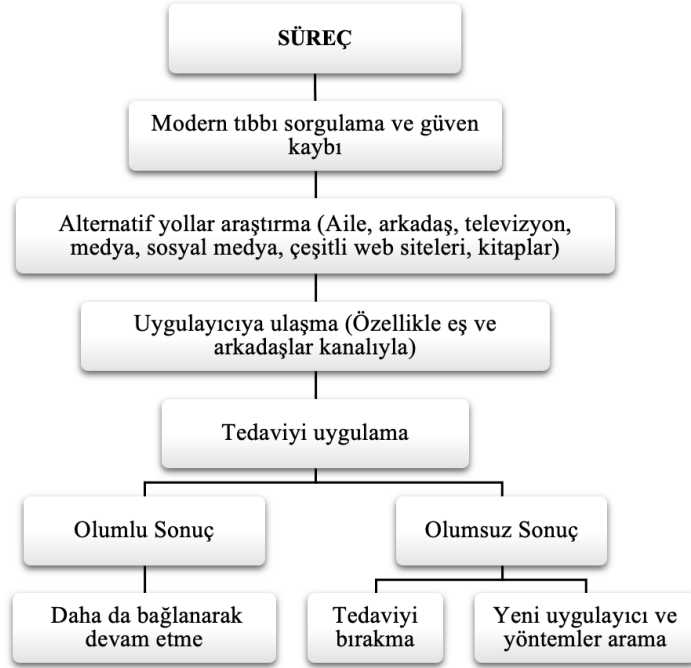 SÜREÇ
Modern tıbbı sorgulama ve güven
kaybı
Alternatif yollar araştırma (Aile, arkadaş, televizyon,
medya, sosyal medya, çeşitli web siteleri, kitaplar)
Uygulayıcıya ulaşma (Özellikle eş ve
arkadaşlar kanalıyla)
Tedaviyi uygulama
Olumlu Sonuç
Olumsuz Sonuç
Daha da bağlanarak
devam etme
Tedaviyi
bırakma
Yeni uygulayıcı ve
yöntemler arama